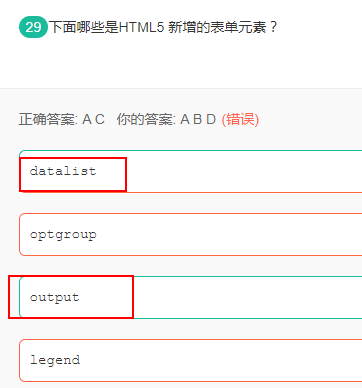 29 下面哪些是HTML5 新增的表单元素？
正确答案: A C 你的答案: A B D (错误)
datalist
optgroup
output
legend